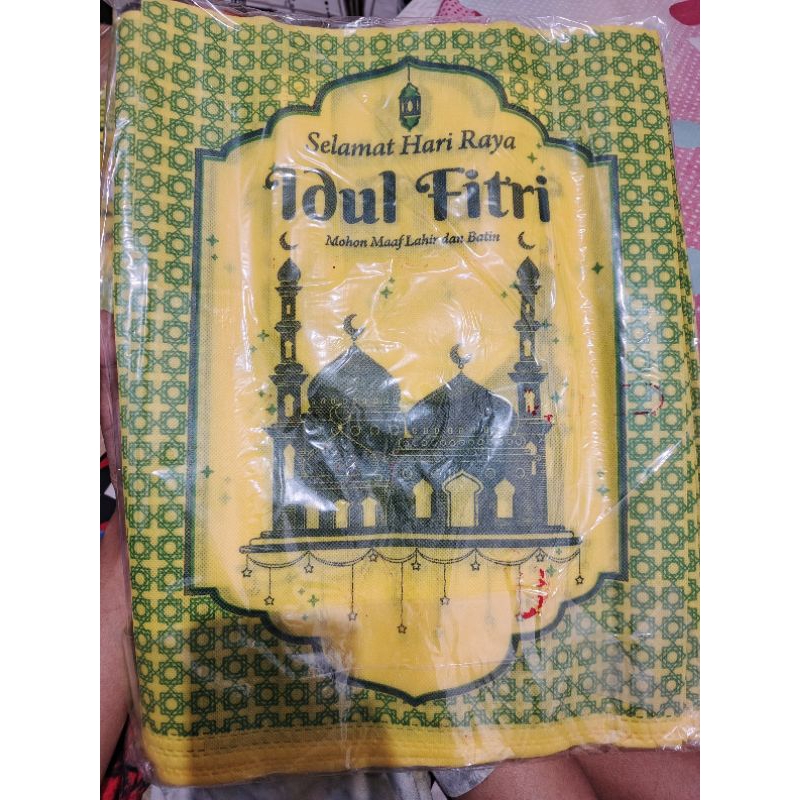 Selamat Hari Raya
Idul Fitri
Mohon Maaf Lahir dan Batin